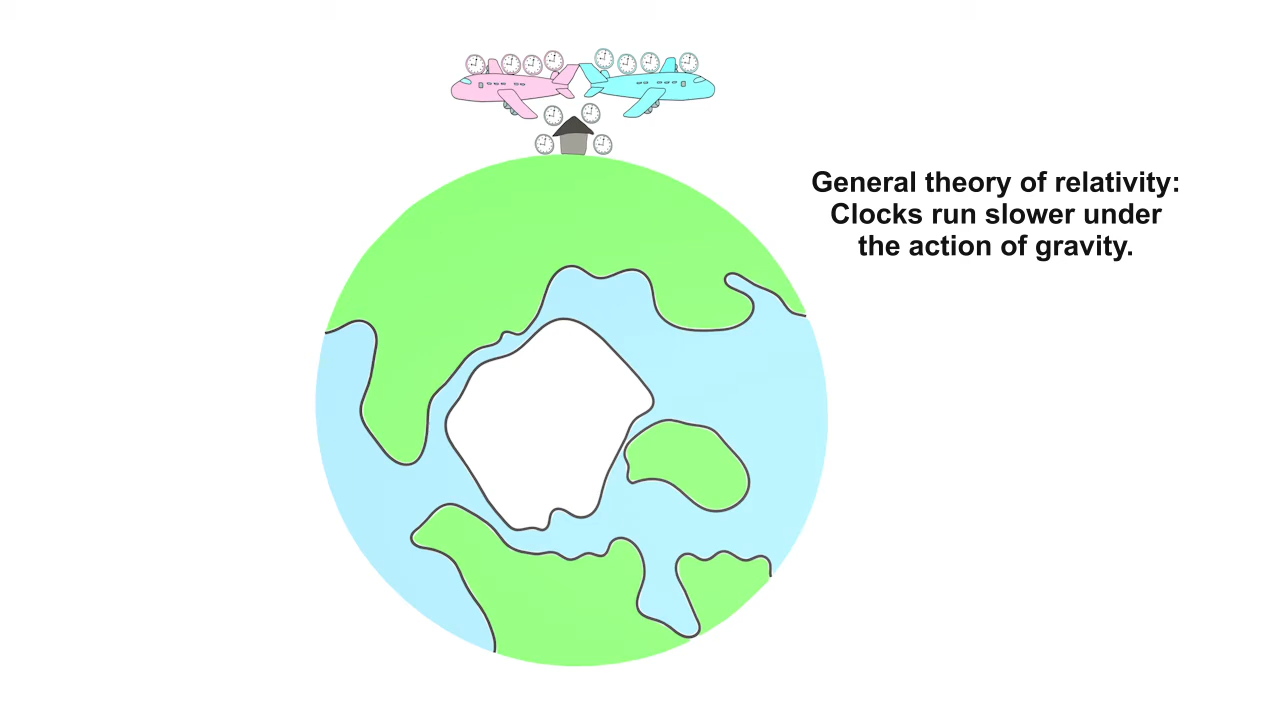 General theory of relativity:
Clocks run slower under
the action of gravity.